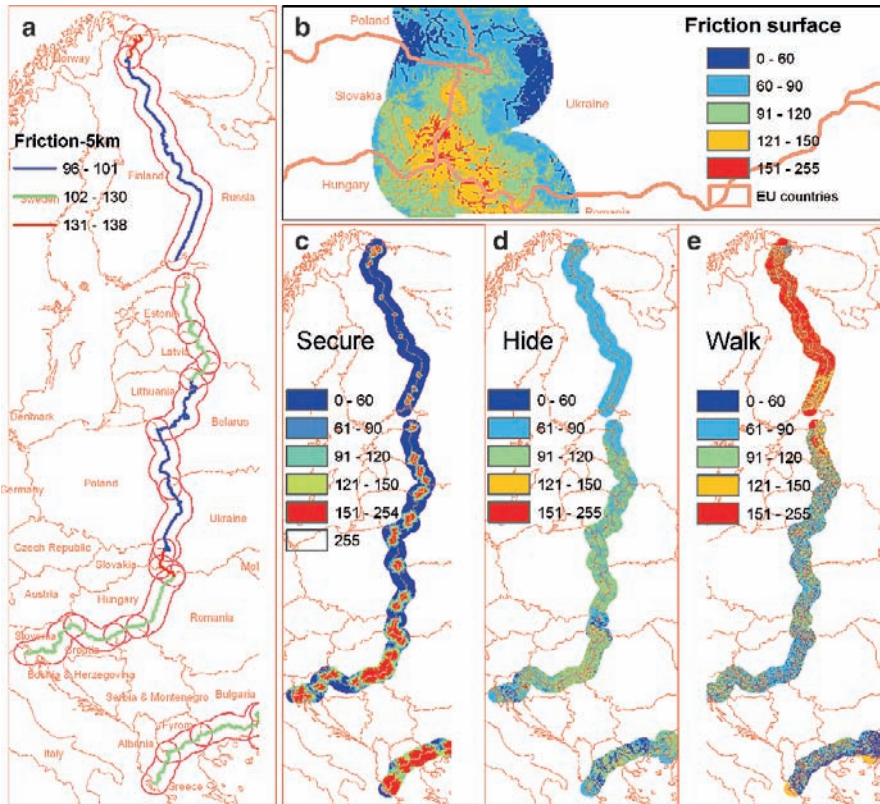 a
Norway
Friction-5km
96 - 101
102 - 130
131 - 138
Finland
Sweden
Russia
Estonia
Latvia
Lithuania
Denmark
Belarus
Germany
Poland
Ukraine
Czech Republic
Slovakia
Mol
Austria
Hungary
Romania
Slovenia
Croatia
Bosnia & Herzegovina
Serbia & Montenegro
Bulgaria
Fyrom
Albania
Italy
Greece
b
Poland
Slovakia
Ukraine
Hungary
Romania
Friction surface
0 - 60
60 - 90
91 - 120
121 - 150
151 - 255
EU countries
c
Secure
0 - 60
61 - 90
91 - 120
121 - 150
151 - 254
255
d
Hide
0 - 60
61 - 90
91 - 120
121 - 150
151 - 255
e
Walk
0 - 60
61 - 90
91 - 120
121 - 150
151 - 255